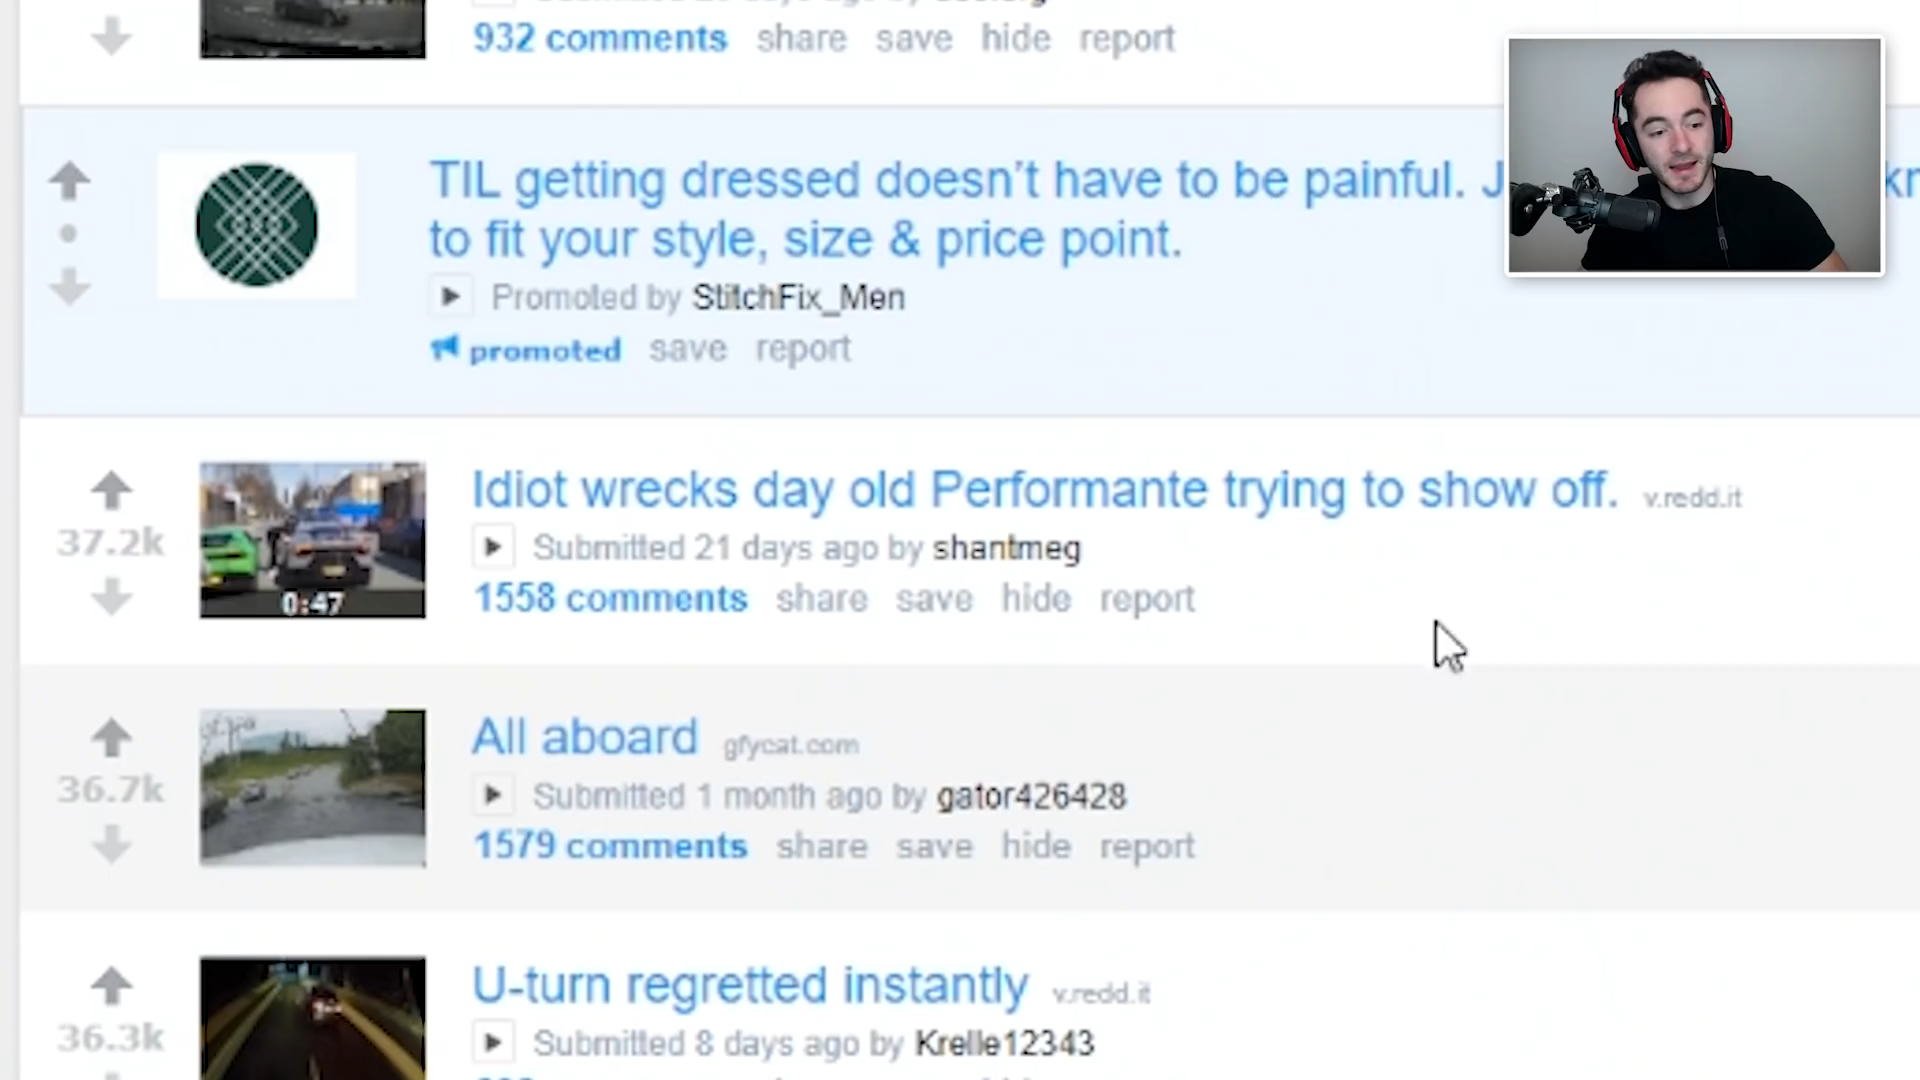 932 comments share save hide report
TIL getting dressed doesn't have to be painful. J
to fit your style, size & price point.
Promoted by StitchFix_Men
promoted save report
Idiot wrecks day old Performante trying to show off. v.redd.it
37.2k
Submitted 21 days ago by shantmeg
1558 comments share save hide report
0:47
All aboard gfycat.com
36.7k
Submitted 1 month ago by gator426428
1579 comments share save hide report
U-turn regretted instantly v.redd.it
36.3k
Submitted 8 days ago by Krelle12343